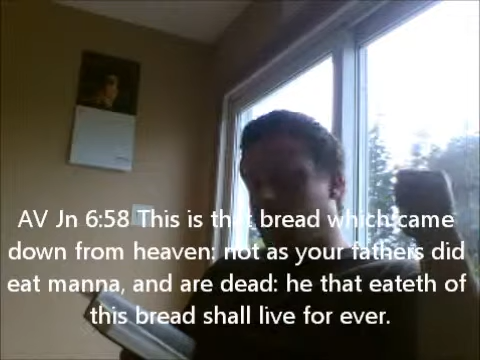 AV Jn 6:58 This is that bread which came
down from heaven; not as your fathers did
eat manna, and are dead: he that eateth of
this bread shall live for ever.